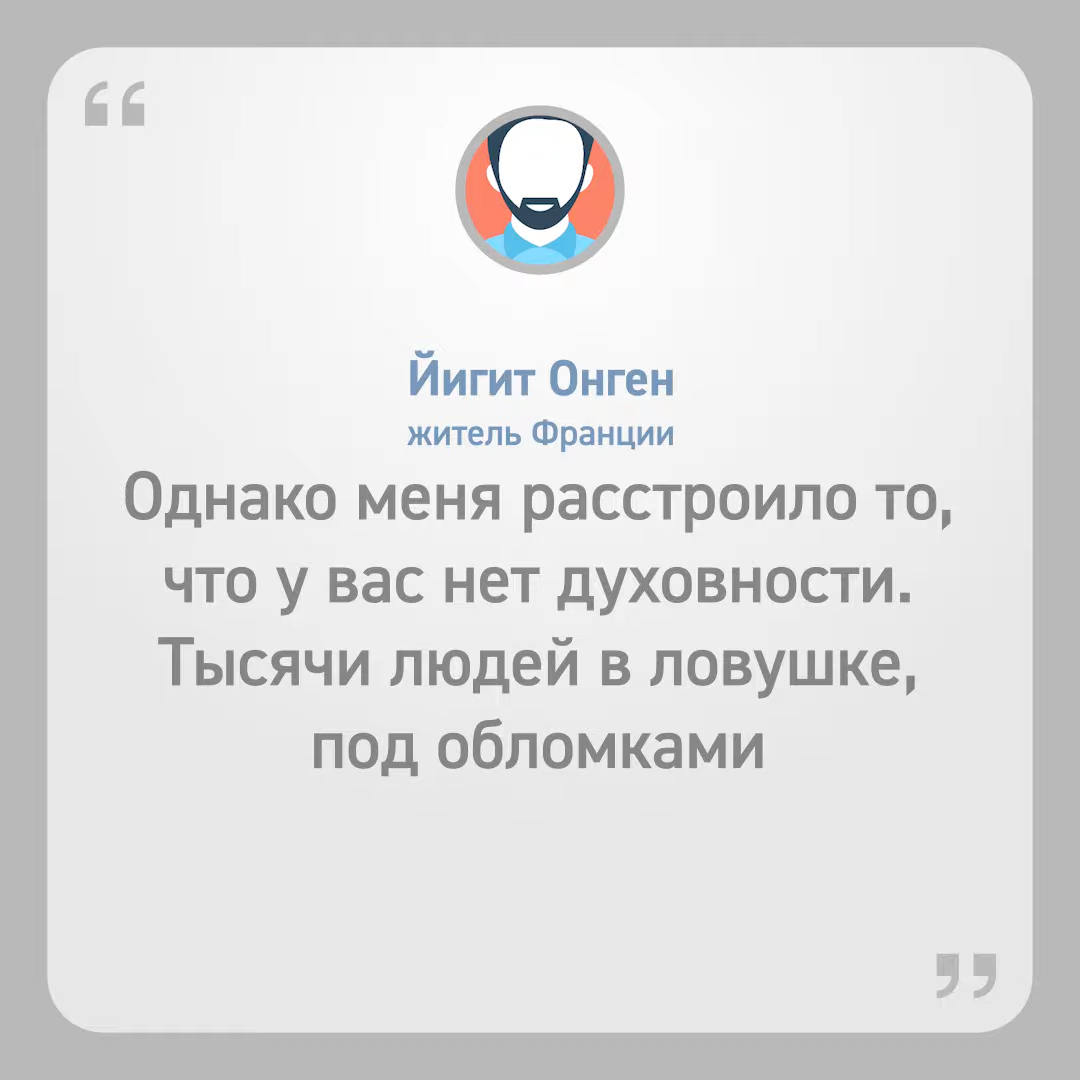 Йигит Онген
житель Франции
Однако меня расстроило то,
что у вас нет духовности.
Тысячи людей в ловушке,
под обломками